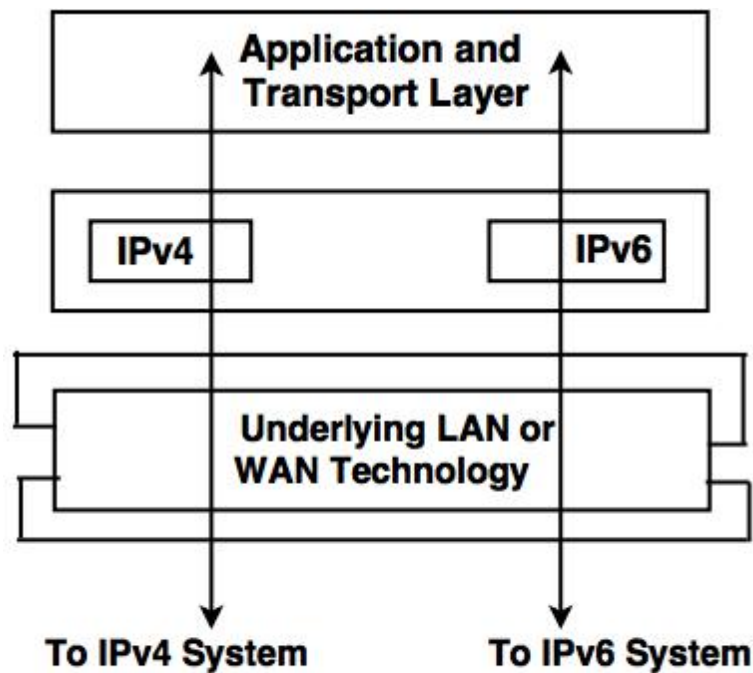 Application and
Transport Layer
IPv4
IPv6
Underlying LAN or
WAN Technology
To IPv4 System
To IPv6 System